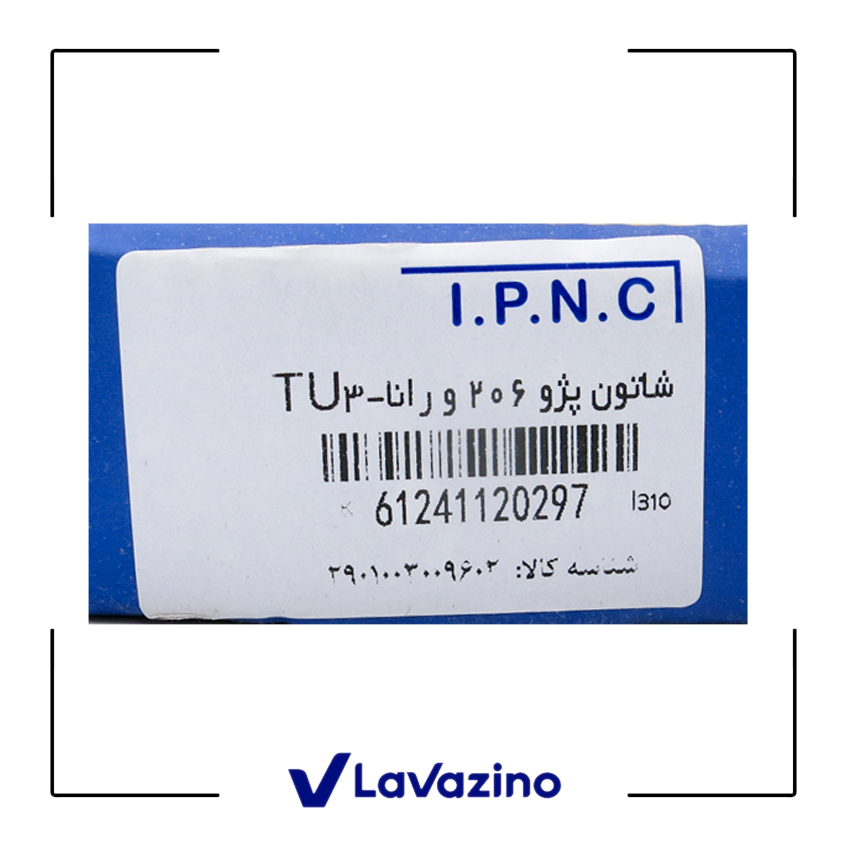 I.P.N.C
شاتون پژو ۲۰۶ و رانا-TU۳
61241120297
I310
شناسه کالا: ۲۹۰۱۰۰۳۰۰۹۶۰۲
LaVazino